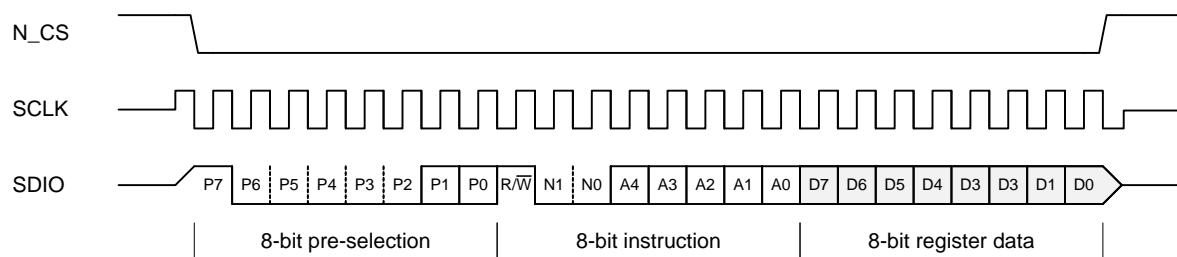 N_CS
SCLK
SDIO P7 P6 P5 P4 P3 P2 P1 P0 R/W̅ N1 N0 A4 A3 A2 A1 A0 D7 D6 D5 D4 D3 D3 D1 D0
8-bit pre-selection 8-bit instruction 8-bit register data